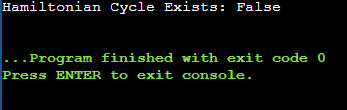 Hamiltonian Cycle Exists: False
...Program finished with exit code 0
Press ENTER to exit console.